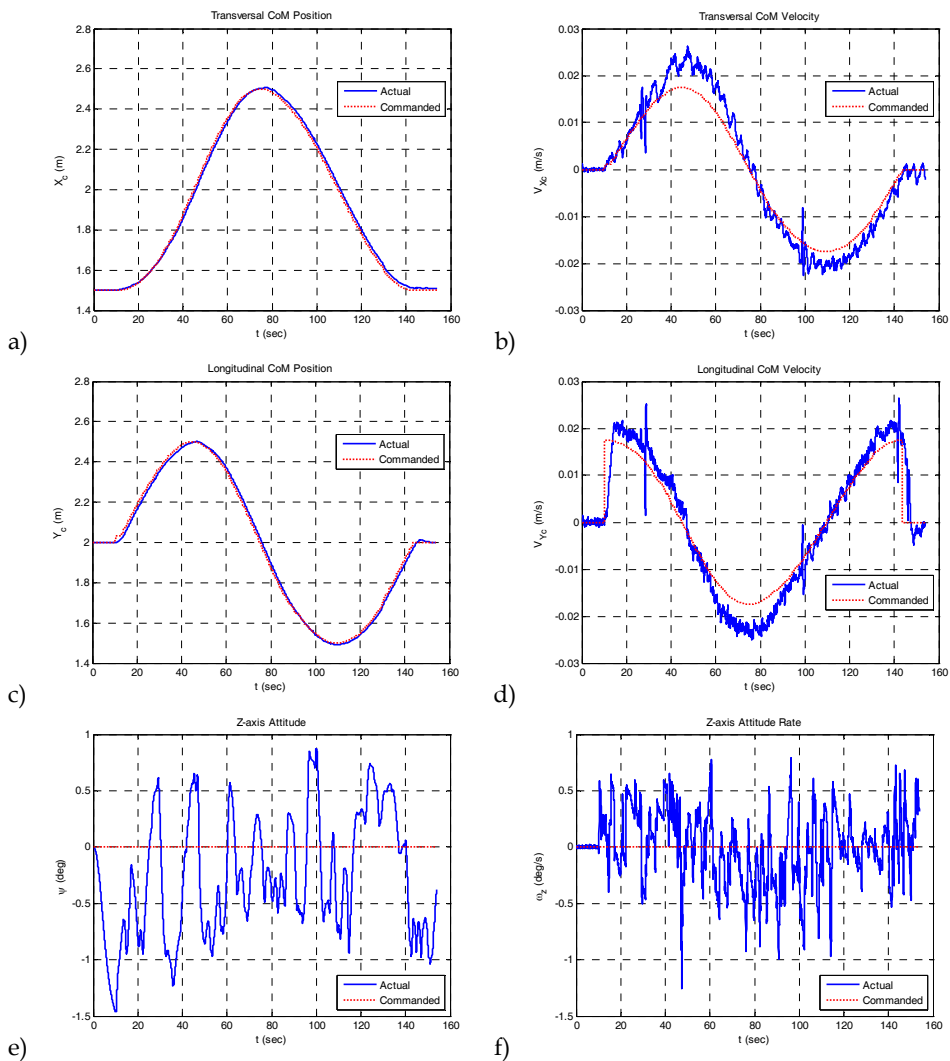 Transversal CoM Position
2.8
2.6
2.4
2.2
2
1.8
1.6
1.4
0 20 40 60 80 100 120 140 160
X_c (m)
t (sec)
Actual
Commanded
a)
Transversal CoM Velocity
0.03
0.02
0.01
0
-0.01
-0.02
-0.03
0 20 40 60 80 100 120 140 160
V_Xc (m/s)
t (sec)
Actual
Commanded
b)
Longitudinal CoM Position
2.8
2.6
2.4
2.2
2
1.8
1.6
1.4
0 20 40 60 80 100 120 140 160
Y_c (m)
t (sec)
Actual
Commanded
c)
Longitudinal CoM Velocity
0.03
0.02
0.01
0
-0.01
-0.02
-0.03
0 20 40 60 80 100 120 140 160
V_Yc (m/s)
t (sec)
Actual
Commanded
d)
Z-axis Attitude
1
0.5
0
-0.5
-1
-1.5
0 20 40 60 80 100 120 140 160
ψ (deg)
t (sec)
Actual
Commanded
e)
Z-axis Attitude Rate
1
0.5
0
-0.5
-1
-1.5
0 20 40 60 80 100 120 140 160
ω_z (deg/s)
t (sec)
Actual
Commanded
f)